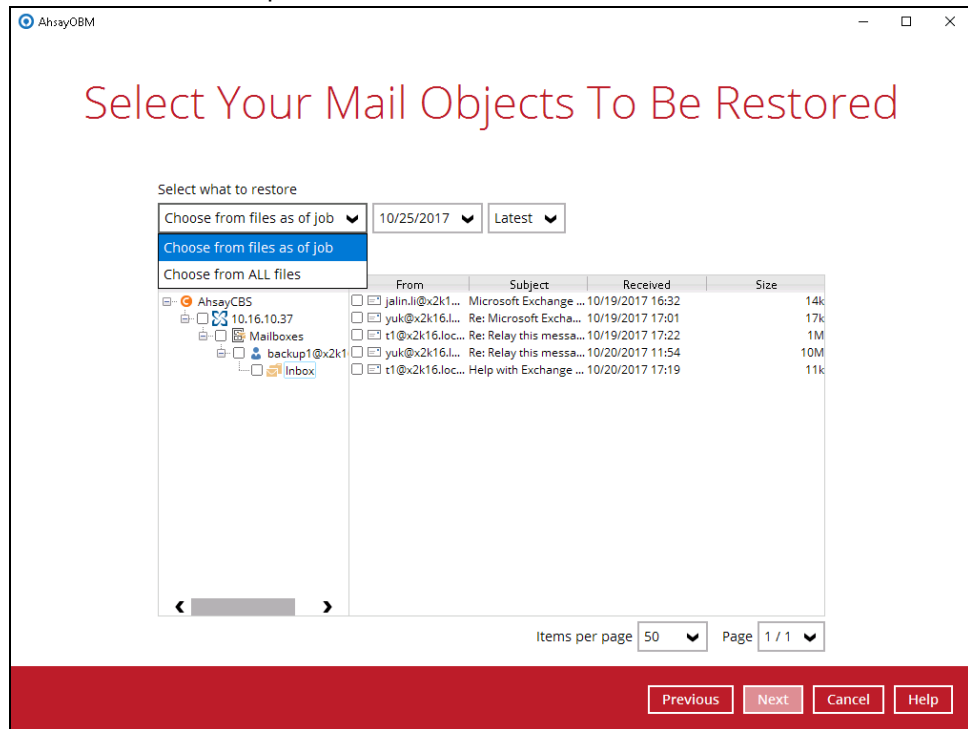 AhsayOBM
Select Your Mail Objects To Be Restored
Select what to restore
Choose from files as of job 10/25/2017 Latest
Choose from files as of job
Choose from ALL files
From Subject Received Size
AhsayCBS jalin.li@x2k1... Microsoft Exchange ... 10/19/2017 16:32 14k
10.16.10.37 yuk@x2k16.l... Re: Microsoft Excha... 10/19/2017 17:01 17k
Mailboxes t1@x2k16.loc... Re: Relay this messa... 10/19/2017 17:22 1M
backup1@x2k1 yuk@x2k16.l... Re: Relay this messa... 10/20/2017 11:54 10M
Inbox t1@x2k16.loc... Help with Exchange ... 10/20/2017 17:19 11k
Items per page 50 Page 1 / 1
Previous Next Cancel Help